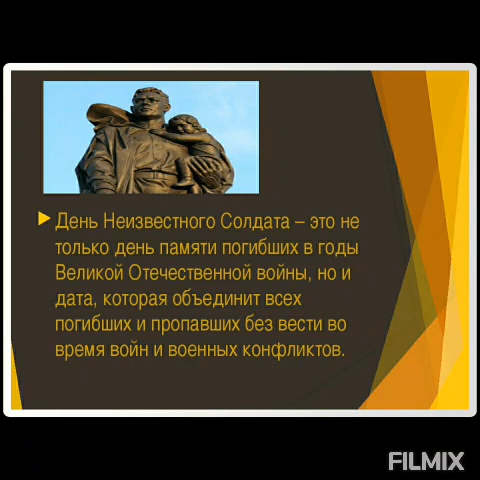 День Неизвестного Солдата – это не
только день памяти погибших в годы
Великой Отечественной войны, но и
дата, которая объединит всех
погибших и пропавших без вести во
время войн и военных конфликтов.
FILMIX